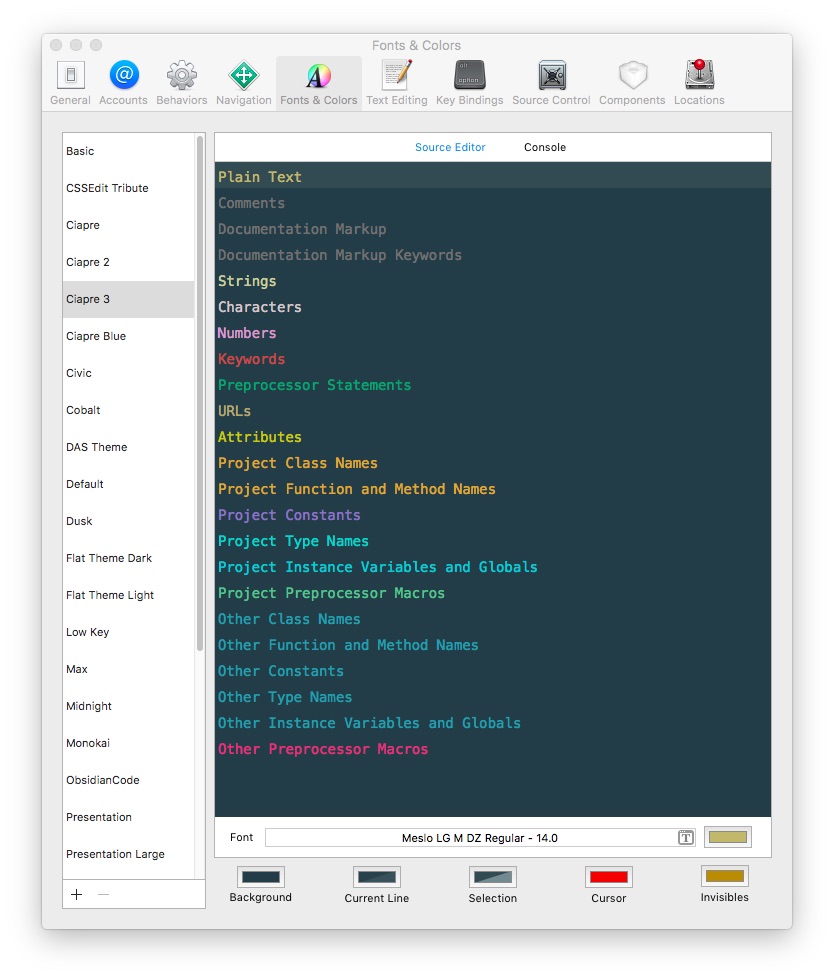 Fonts & Colors
General Accounts Behaviors Navigation Fonts & Colors Text Editing Key Bindings Source Control Components Locations
Basic
CSSEdit Tribute
Ciapre
Ciapre 2
Ciapre 3
Ciapre Blue
Civic
Cobalt
DAS Theme
Default
Dusk
Flat Theme Dark
Flat Theme Light
Low Key
Max
Midnight
Monokai
ObsidianCode
Presentation
Presentation Large
Source Editor Console
Plain Text
Comments
Documentation Markup
Documentation Markup Keywords
Strings
Characters
Numbers
Keywords
Preprocessor Statements
URLs
Attributes
Project Class Names
Project Function and Method Names
Project Constants
Project Type Names
Project Instance Variables and Globals
Project Preprocessor Macros
Other Class Names
Other Function and Method Names
Other Constants
Other Type Names
Other Instance Variables and Globals
Other Preprocessor Macros
Font Meslo LG M DZ Regular - 14.0
Background Current Line Selection Cursor Invisibles